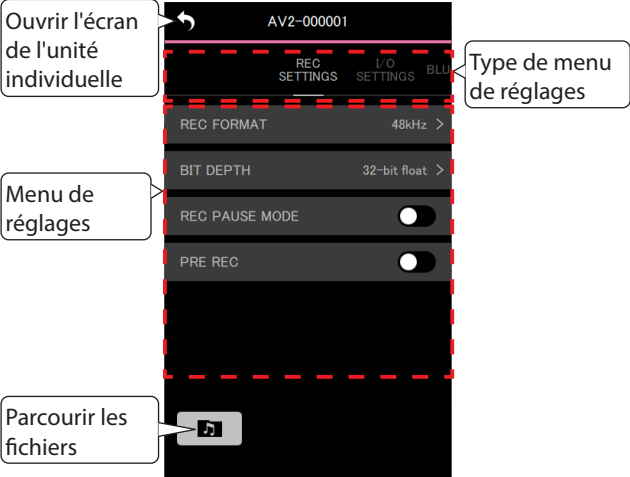 Ouvrir l'écran
de l'unité
individuelle
AV2-000001
REC
SETTINGS
I/O
SETTINGS
BLU
Type de menu
de réglages
REC FORMAT 48kHz >
BIT DEPTH 32-bit float >
Menu de
réglages
REC PAUSE MODE
PRE REC
Parcourir les
fichiers